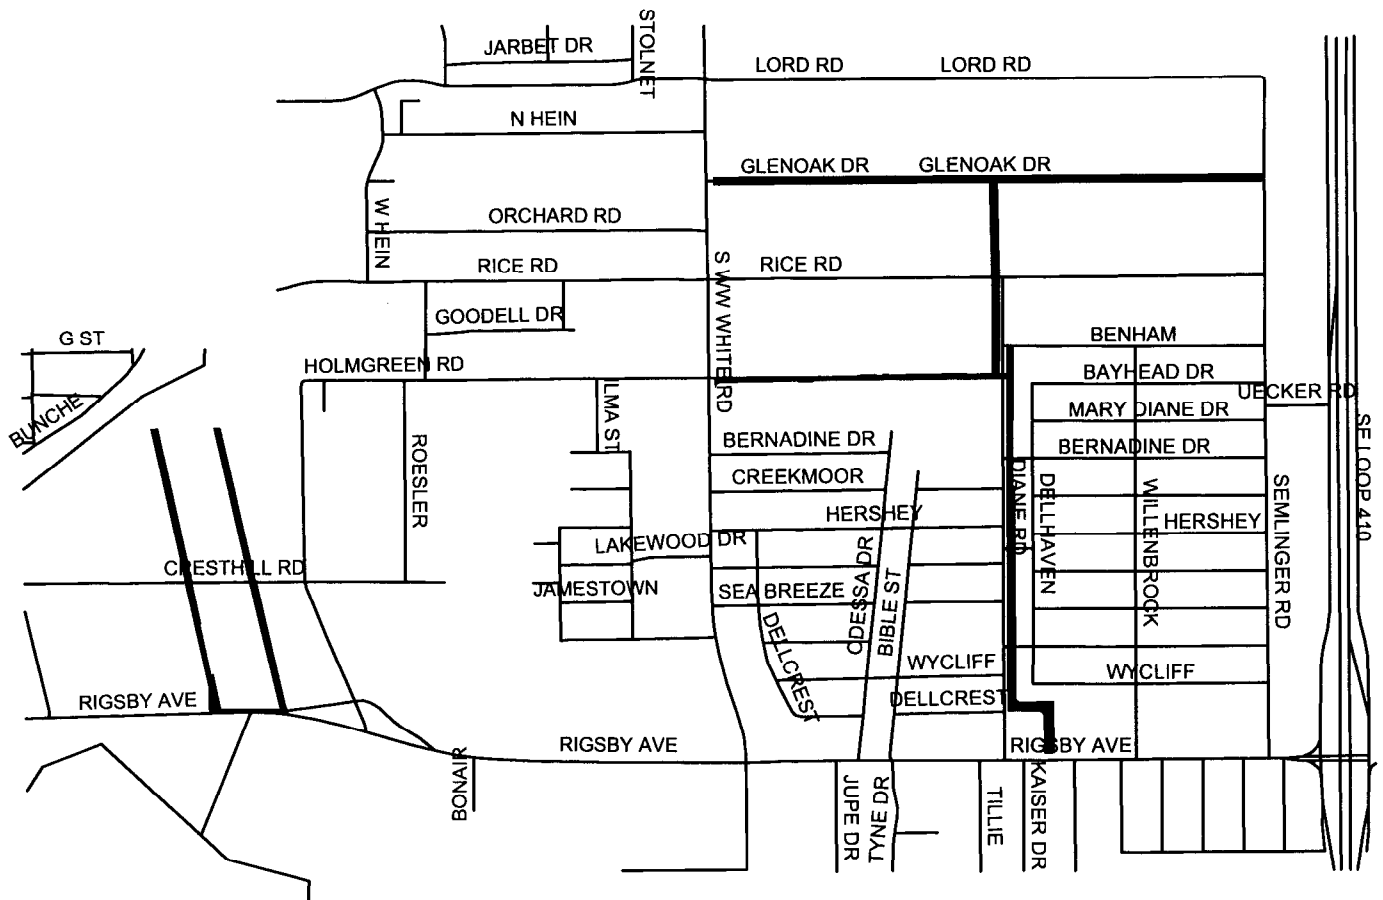 STOLNET
JARBET DR
LORD RD
LORD RD
N HEIN
GLENOAK DR
GLENOAK DR
W HEIN
ORCHARD RD
RICE RD
S WW WHITE RD
RICE RD
GOODELL DR
G ST
BENHAM
HOLMGREEN RD
BAYHEAD DR
UECKER RD
BUNCHE
ILMA ST
MARY DIANE DR
ROESLER
BERNADINE DR
BERNADINE DR
SE LOOP 410
CREEKMOOR
DIANE RD
DELLHAVEN
WILLENBROCK
SEMLINGER RD
HERSHEY
HERSHEY
LAKEWOOD DR
ODESSA DR
CRESTHILL RD
JAMESTOWN
SEA BREEZE
BIBLE ST
DELLCREST
WYCLIFF
WYCLIFF
RIGSBY AVE
DELLCREST
RIGSBY AVE
RIGSBY AVE
BONAIR
JUPE DR
TYNE DR
TILLIE
KAISER DR